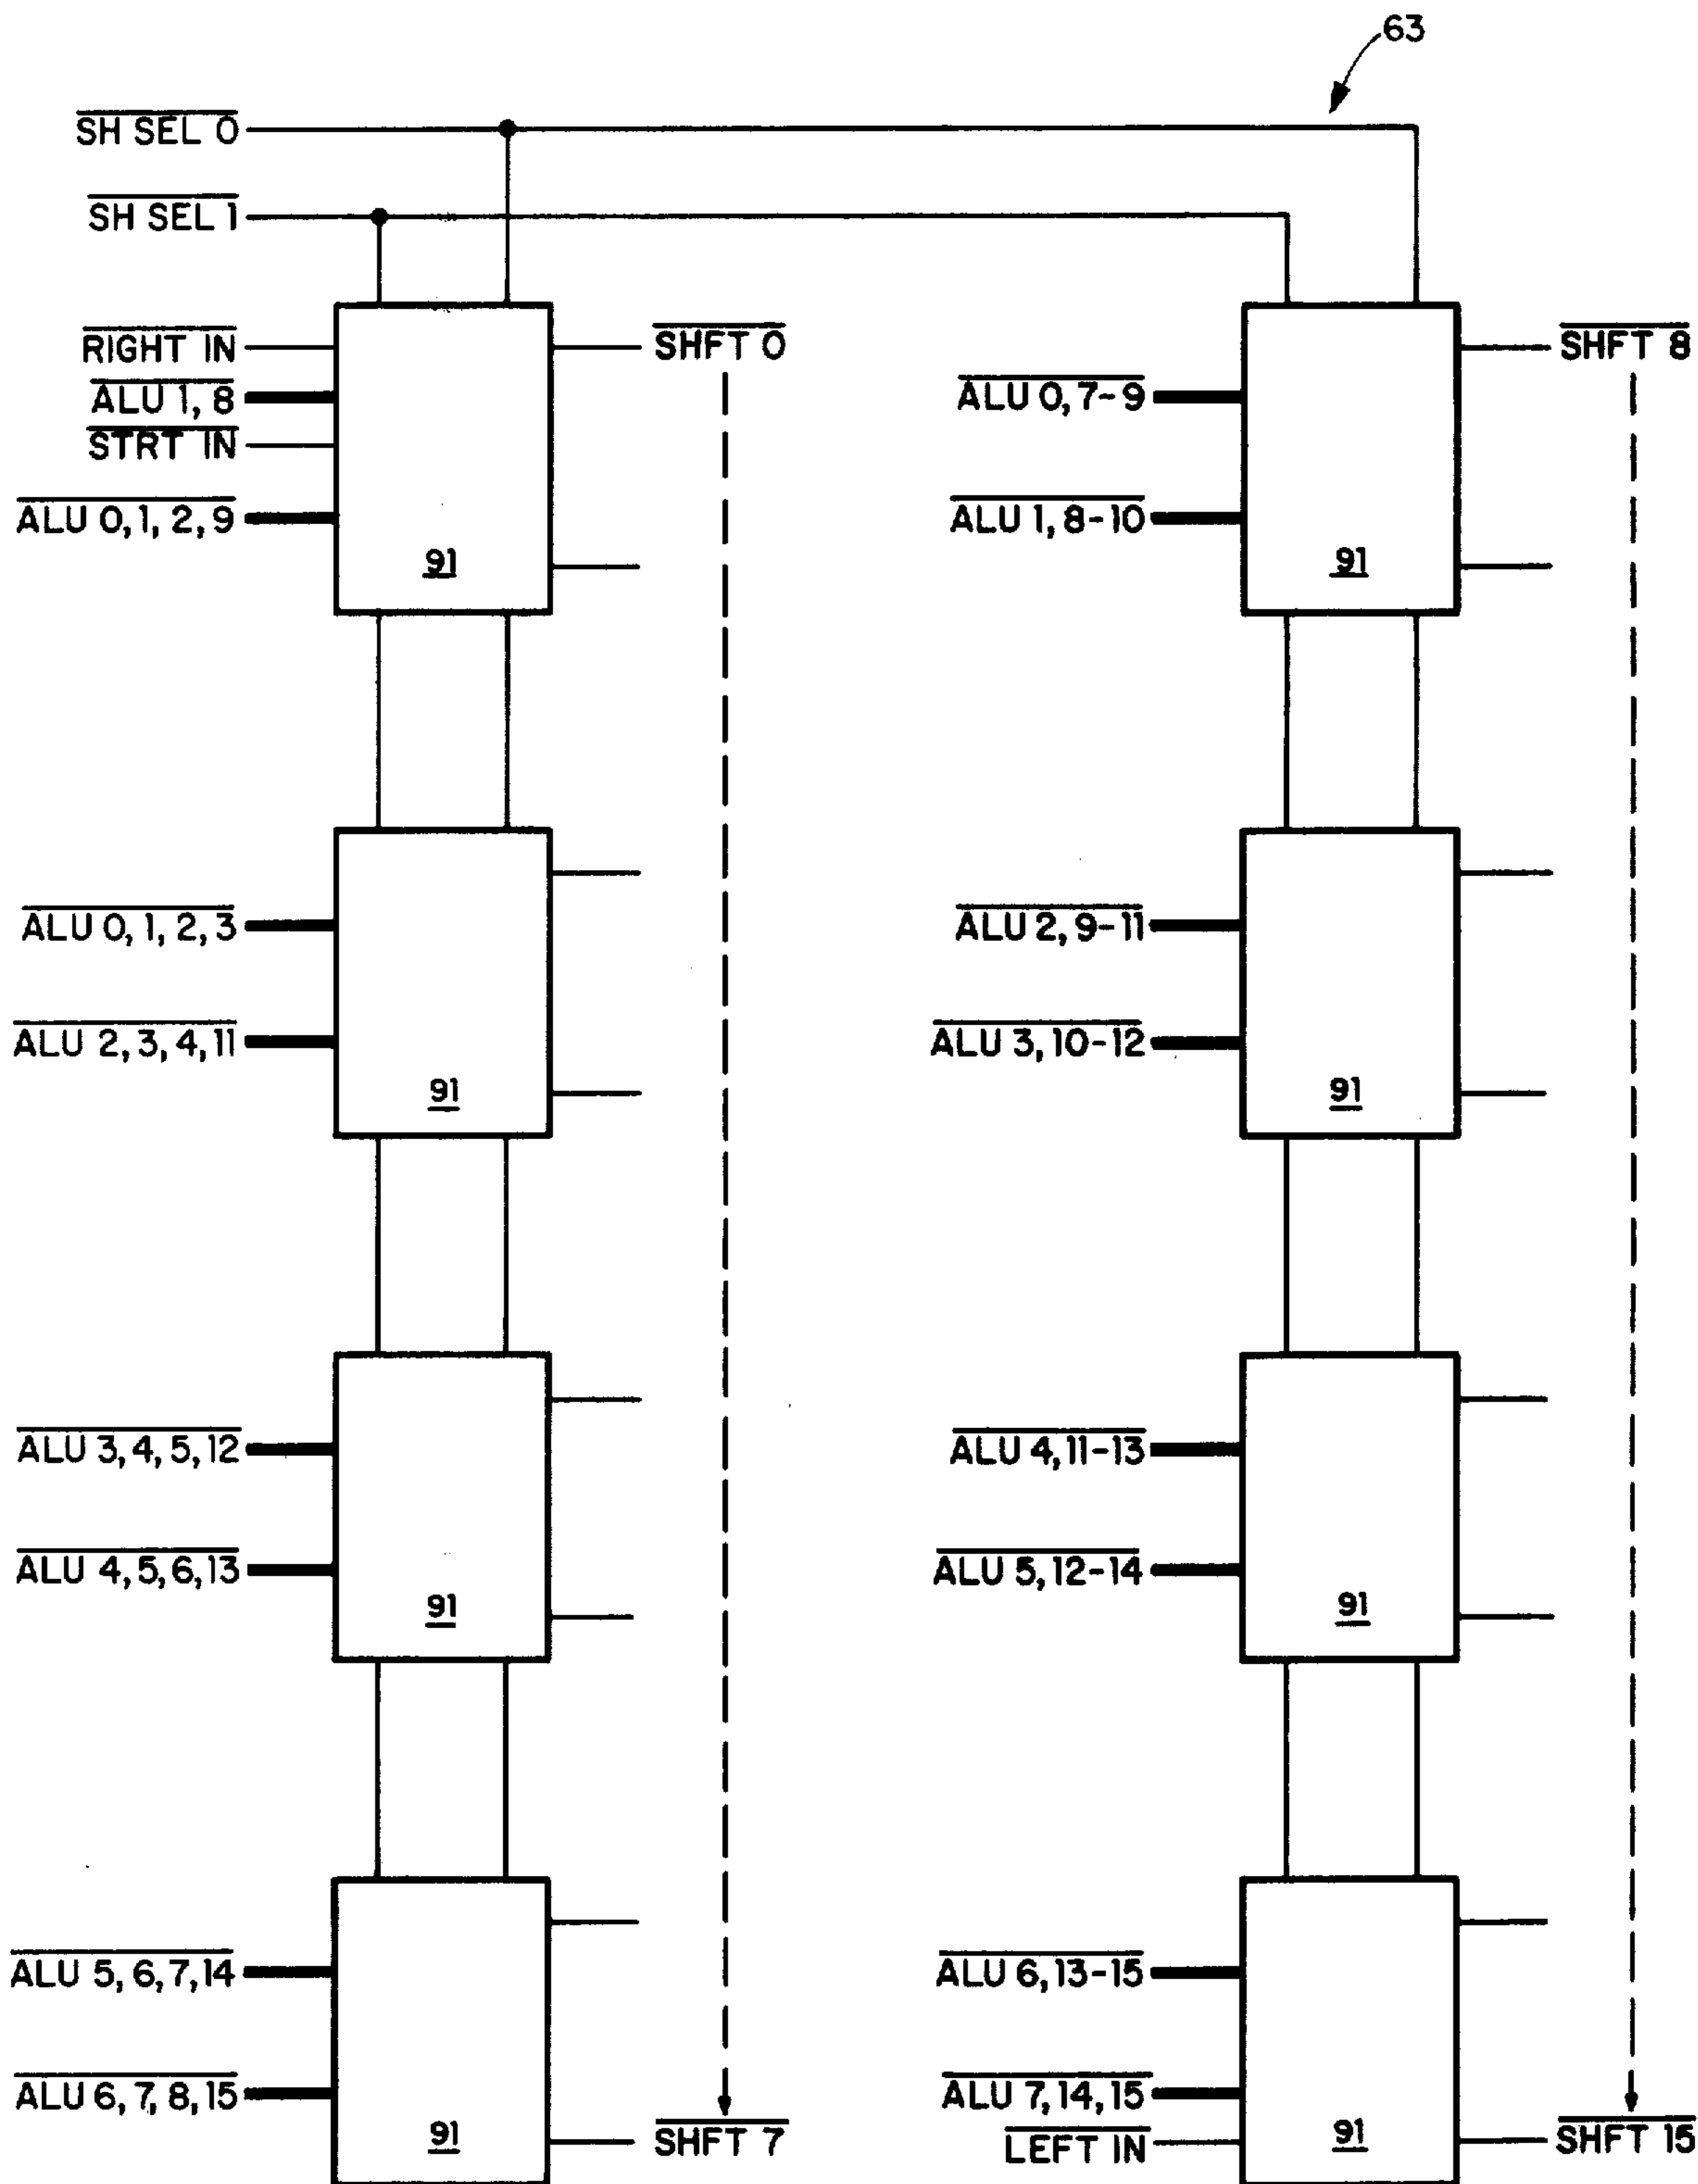 63
SH SEL 0
SH SEL 1
RIGHT IN
ALU 1, 8
STRT IN
ALU 0, 1, 2, 9
91
SHFT 0
ALU 0, 7-9
ALU 1, 8-10
91
SHFT 8
ALU 0, 1, 2, 3
ALU 2, 3, 4, 11
91
ALU 2, 9-11
ALU 3, 10-12
91
ALU 3, 4, 5, 12
ALU 4, 5, 6, 13
91
ALU 4, 11-13
ALU 5, 12-14
91
ALU 5, 6, 7, 14
ALU 6, 7, 8, 15
91
SHFT 7
ALU 6, 13-15
ALU 7, 14, 15
LEFT IN
91
SHFT 15